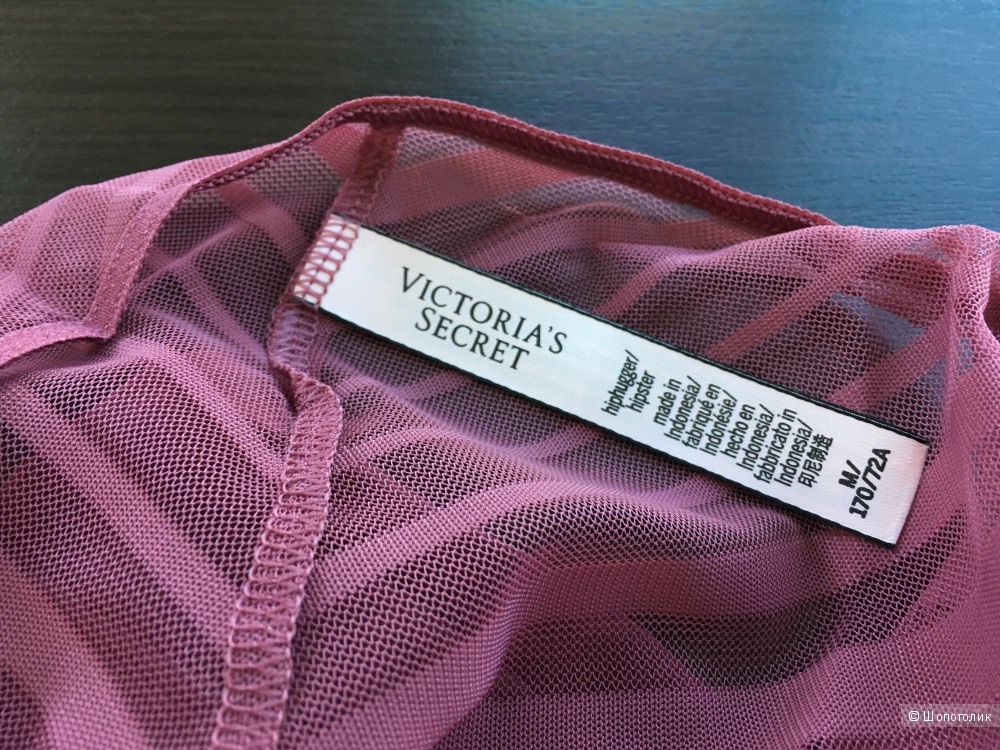 VICTORIA'S
SECRET
hiphugger/
hipster
made in
Indonesia/
fabriqué en
Indonésie/
hecho en
Indonesia/
fabbricato in
Indonesia/
印尼制造
M/
170/72A
© Шопоголик